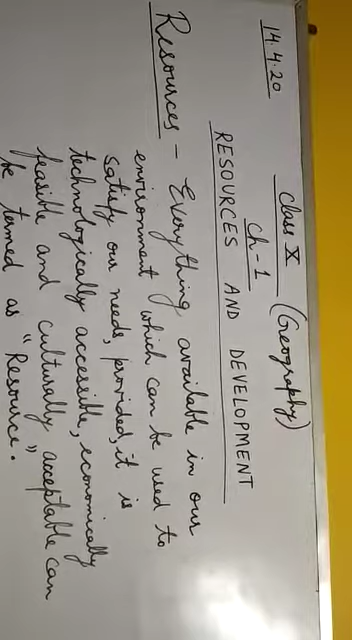 14.4.20
Class X (Geography)
Ch-1
RESOURCES AND DEVELOPMENT
Resources - Everything available in our
environment which can be used to
satisfy our needs, provided, it is
technologically accessible, economically
feasible and culturally acceptable can
be termed as "Resource".